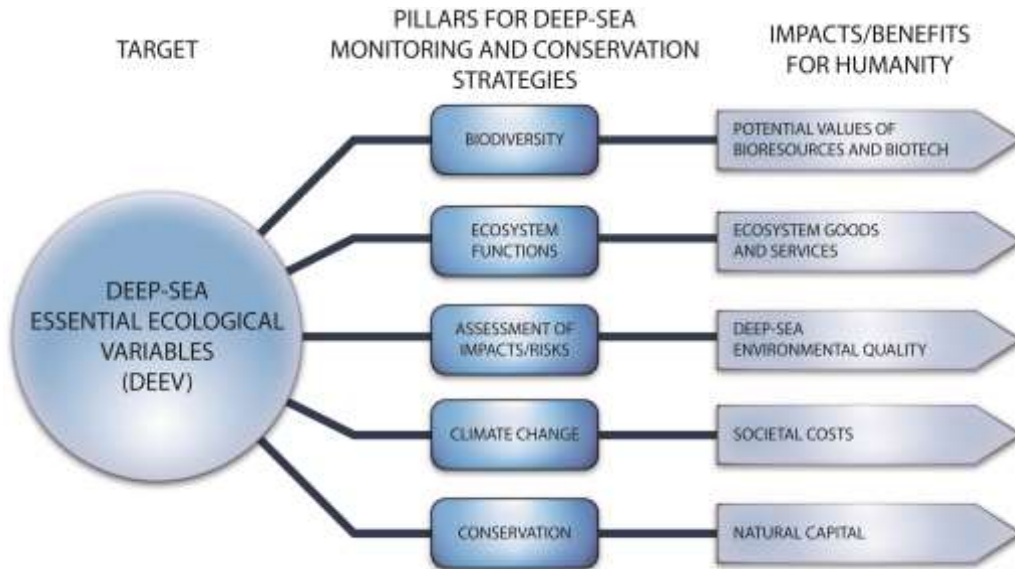 TARGET
PILLARS FOR DEEP-SEA
MONITORING AND CONSERVATION
STRATEGIES
IMPACTS/BENEFITS
FOR HUMANITY
DEEP-SEA
ESSENTIAL ECOLOGICAL
VARIABLES
(DEEV)
BIODIVERSITY
POTENTIAL VALUES OF
BIORESOURCES AND BIOTECH
ECOSYSTEM
FUNCTIONS
ECOSYSTEM GOODS
AND SERVICES
ASSESSMENT OF
IMPACTS/RISKS
DEEP-SEA
ENVIRONMENTAL QUALITY
CLIMATE CHANGE
SOCIETAL COSTS
CONSERVATION
NATURAL CAPITAL